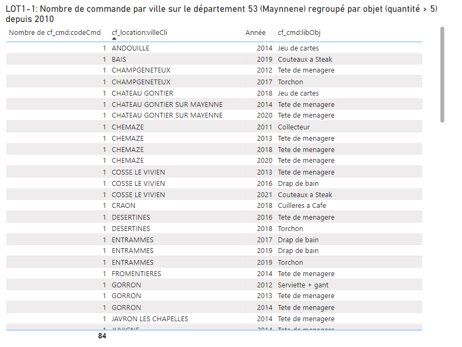 LOT1-1: Nombre de commande par ville sur le département 53 (Maynnene) regroupé par objet (quantité > 5)
depuis 2010
Nombre de cf_cmd:codeCmd cf_location:villeCli Année cf_cmd:libObj
1 ANDOUILLE 2014 Jeu de cartes
1 BAIS 2019 Couteaux a Steak
1 CHAMPGENETEUX 2012 Tete de menagere
1 CHAMPGENETEUX 2017 Torchon
1 CHATEAU GONTIER 2018 Jeu de cartes
1 CHATEAU GONTIER SUR MAYENNE 2014 Tete de menagere
1 CHATEAU GONTIER SUR MAYENNE 2020 Tete de menagere
1 CHEMAZE 2011 Collecteur
1 CHEMAZE 2013 Tete de menagere
1 CHEMAZE 2018 Tete de menagere
1 CHEMAZE 2020 Tete de menagere
1 COSSE LE VIVIEN 2013 Tete de menagere
1 COSSE LE VIVIEN 2016 Drap de bain
1 COSSE LE VIVIEN 2021 Couteaux a Steak
1 CRAON 2018 Cuilleres a Cafe
1 DESERTINES 2016 Tete de menagere
1 DESERTINES 2018 Torchon
1 ENTRAMMES 2017 Drap de bain
1 ENTRAMMES 2019 Drap de bain
1 ENTRAMMES 2019 Torchon
1 FROMENTIERES 2014 Tete de menagere
1 GORRON 2012 Serviette + gant
1 GORRON 2013 Tete de menagere
1 GORRON 2014 Tete de menagere
1 JAVRON LES CHAPELLES 2014 Tete de menagere
84